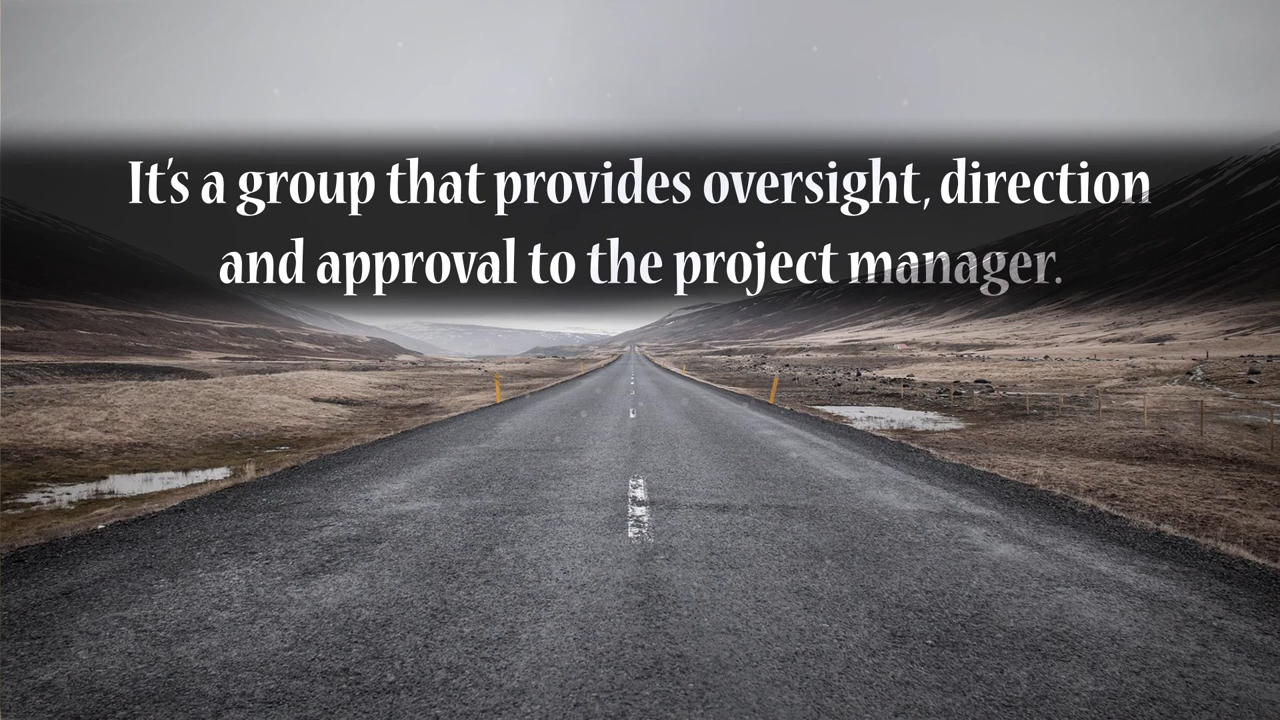 It's a group that provides oversight, direction
and approval to the project manager.